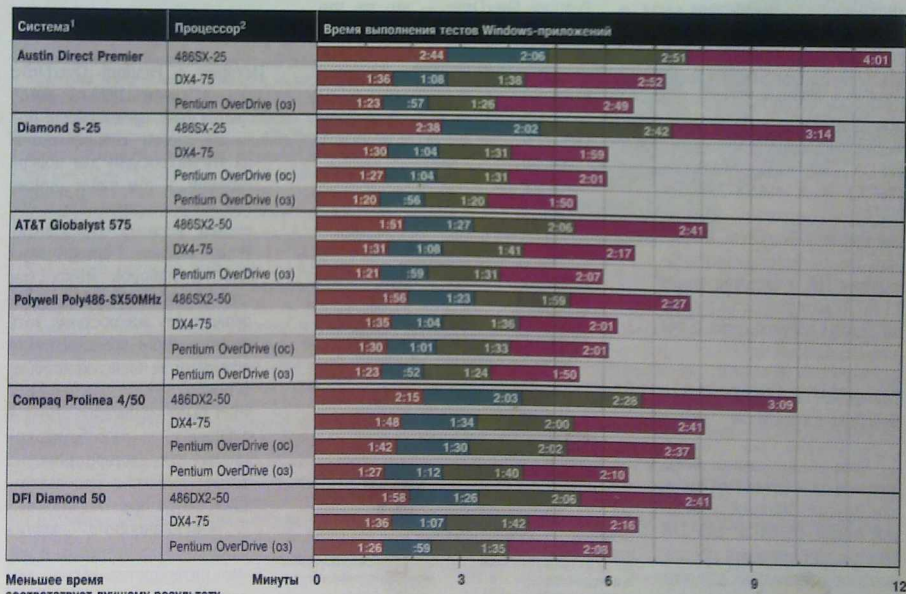 Система¹ Процессор² Время выполнения тестов Windows-приложений
Austin Direct Premier 486SX-25 2:44 2:06 2:51 4:01
DX4-75 1:36 1:08 1:38 2:52
Pentium OverDrive (оз) 1:23 :57 1:26 2:49
Diamond S-25 486SX-25 2:38 2:02 2:42 3:14
DX4-75 1:30 1:04 1:31 1:59
Pentium OverDrive (ос) 1:27 1:04 1:31 2:01
Pentium OverDrive (оз) 1:20 :56 1:20 1:50
AT&T Globalyst 575 486SX2-50 1:51 1:27 2:06 2:41
DX4-75 1:31 1:08 1:41 2:17
Pentium OverDrive (оз) 1:21 :59 1:31 2:07
Polywell Poly486-SX50MHz 486SX2-50 1:56 1:23 1:59 2:27
DX4-75 1:35 1:04 1:36 2:01
Pentium OverDrive (ос) 1:30 1:01 1:33 2:01
Pentium OverDrive (оз) 1:23 :52 1:24 1:50
Compaq Prolinea 4/50 486DX2-50 2:15 2:03 2:28 3:09
DX4-75 1:48 1:34 2:00 2:41
Pentium OverDrive (ос) 1:42 1:30 2:02 2:37
Pentium OverDrive (оз) 1:27 1:12 1:40 2:10
DFI Diamond 50 486DX2-50 1:58 1:26 2:06 2:41
DX4-75 1:36 1:07 1:42 2:16
Pentium OverDrive (оз) 1:26 :59 1:35 2:08
Меньшее время Минуты 0 3 6 9 12
соответствует лучшему результату